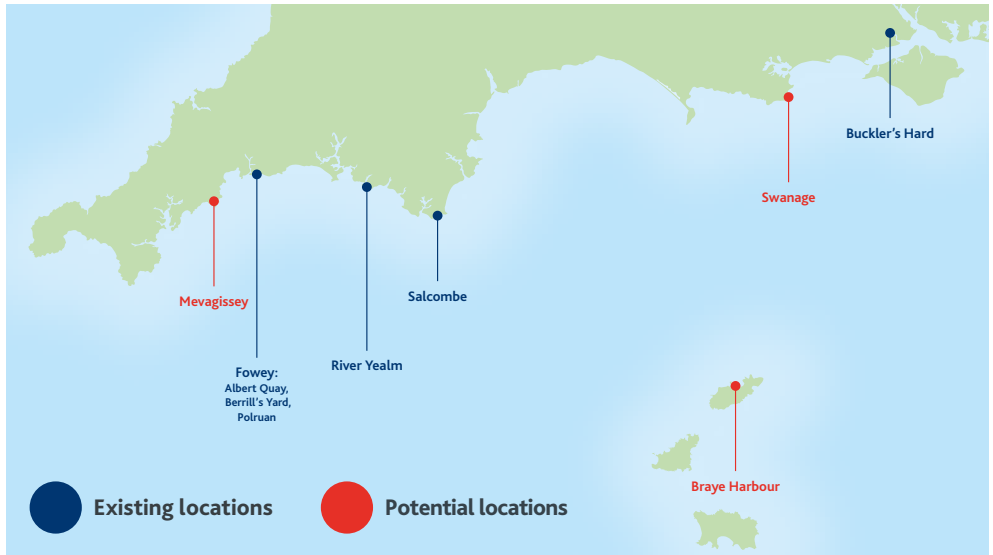 Buckler's Hard
Swanage
Mevagissey
Salcombe
River Yealm
Fowey:
Albert Quay,
Berrill's Yard,
Polruan
Braye Harbour
Existing locations
Potential locations